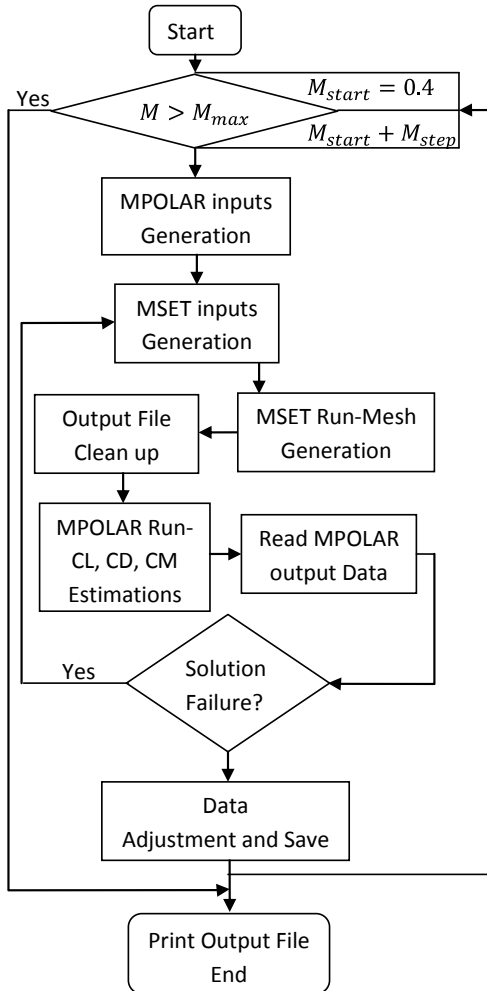 Start
Yes
M > M_max
M_start = 0.4
M_start + M_step
MPOLAR inputs
Generation
MSET inputs
Generation
MSET Run-Mesh
Generation
Output File
Clean up
MPOLAR Run-
CL, CD, CM
Estimations
Read MPOLAR
output Data
Yes
Solution
Failure?
Data
Adjustment and Save
Print Output File
End